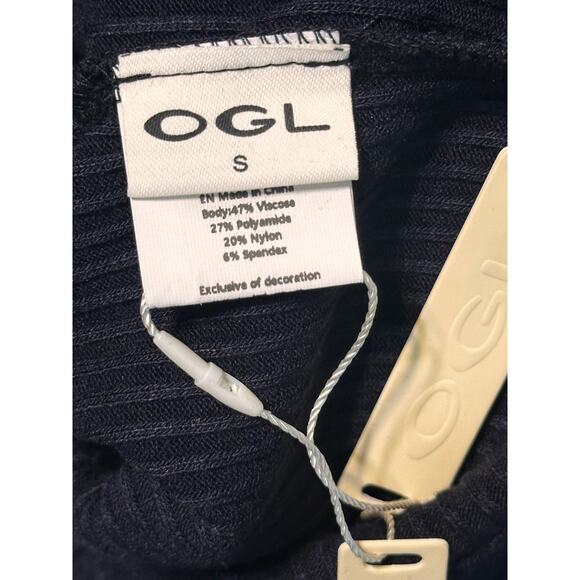 OGL
S
EN Made in China
Body:47% Viscose
27% Polyamide
20% Nylon
6% Spandex
Exclusive of decoration
OGL